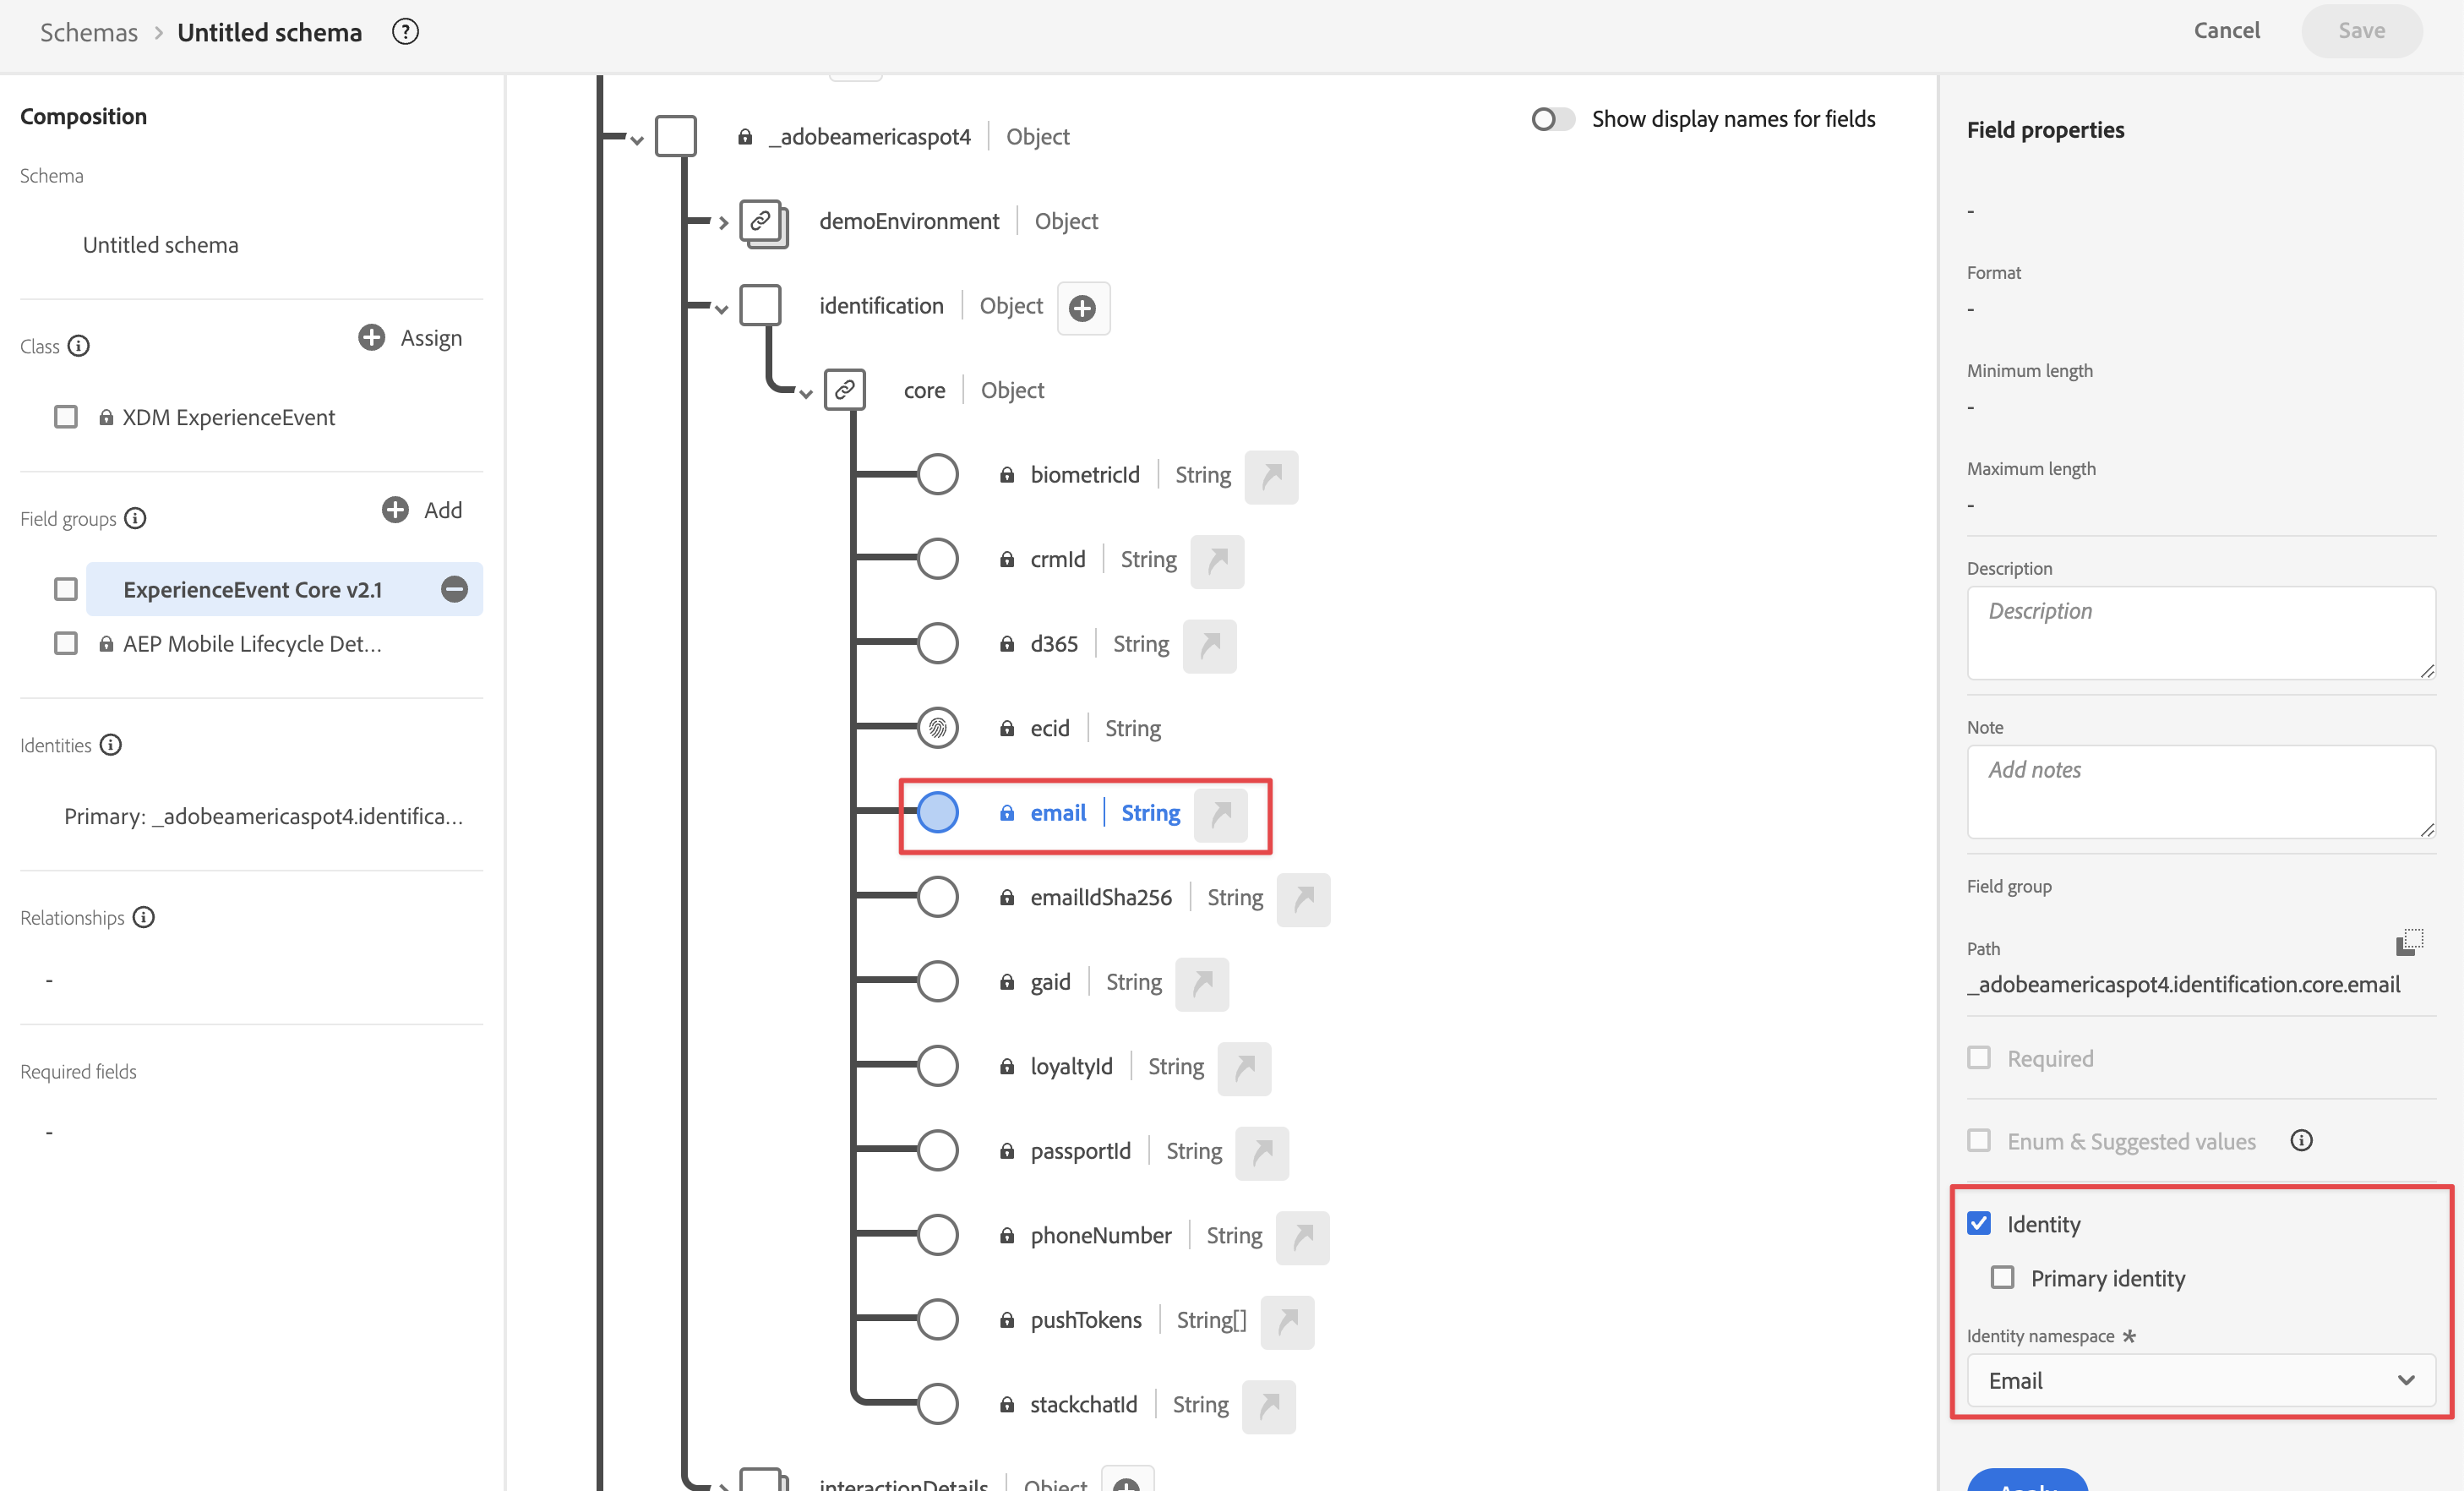 Schemas > Untitled schema ?
Cancel
Save
Composition
Schema
Untitled schema
Class
Assign
XDM ExperienceEvent
Field groups
Add
ExperienceEvent Core v2.1
AEP Mobile Lifecycle Det...
Identities
Primary: _adobeamericaspot4.identifica...
Relationships
-
Required fields
-
Show display names for fields
_adobeamericaspot4 | Object
demoEnvironment | Object
identification | Object
core | Object
biometricId | String
crmId | String
d365 | String
ecid | String
email | String
emailIdSha256 | String
gaid | String
loyaltyId | String
passportId | String
phoneNumber | String
pushTokens | String[]
stackchatId | String
interactionDetails | Object
Field properties
-
Format
-
Minimum length
-
Maximum length
-
Description
Description
Note
Add notes
Field group
Path
_adobeamericaspot4.identification.core.email
Required
Enum & Suggested values
Identity
Primary identity
Identity namespace *
Email
Apply